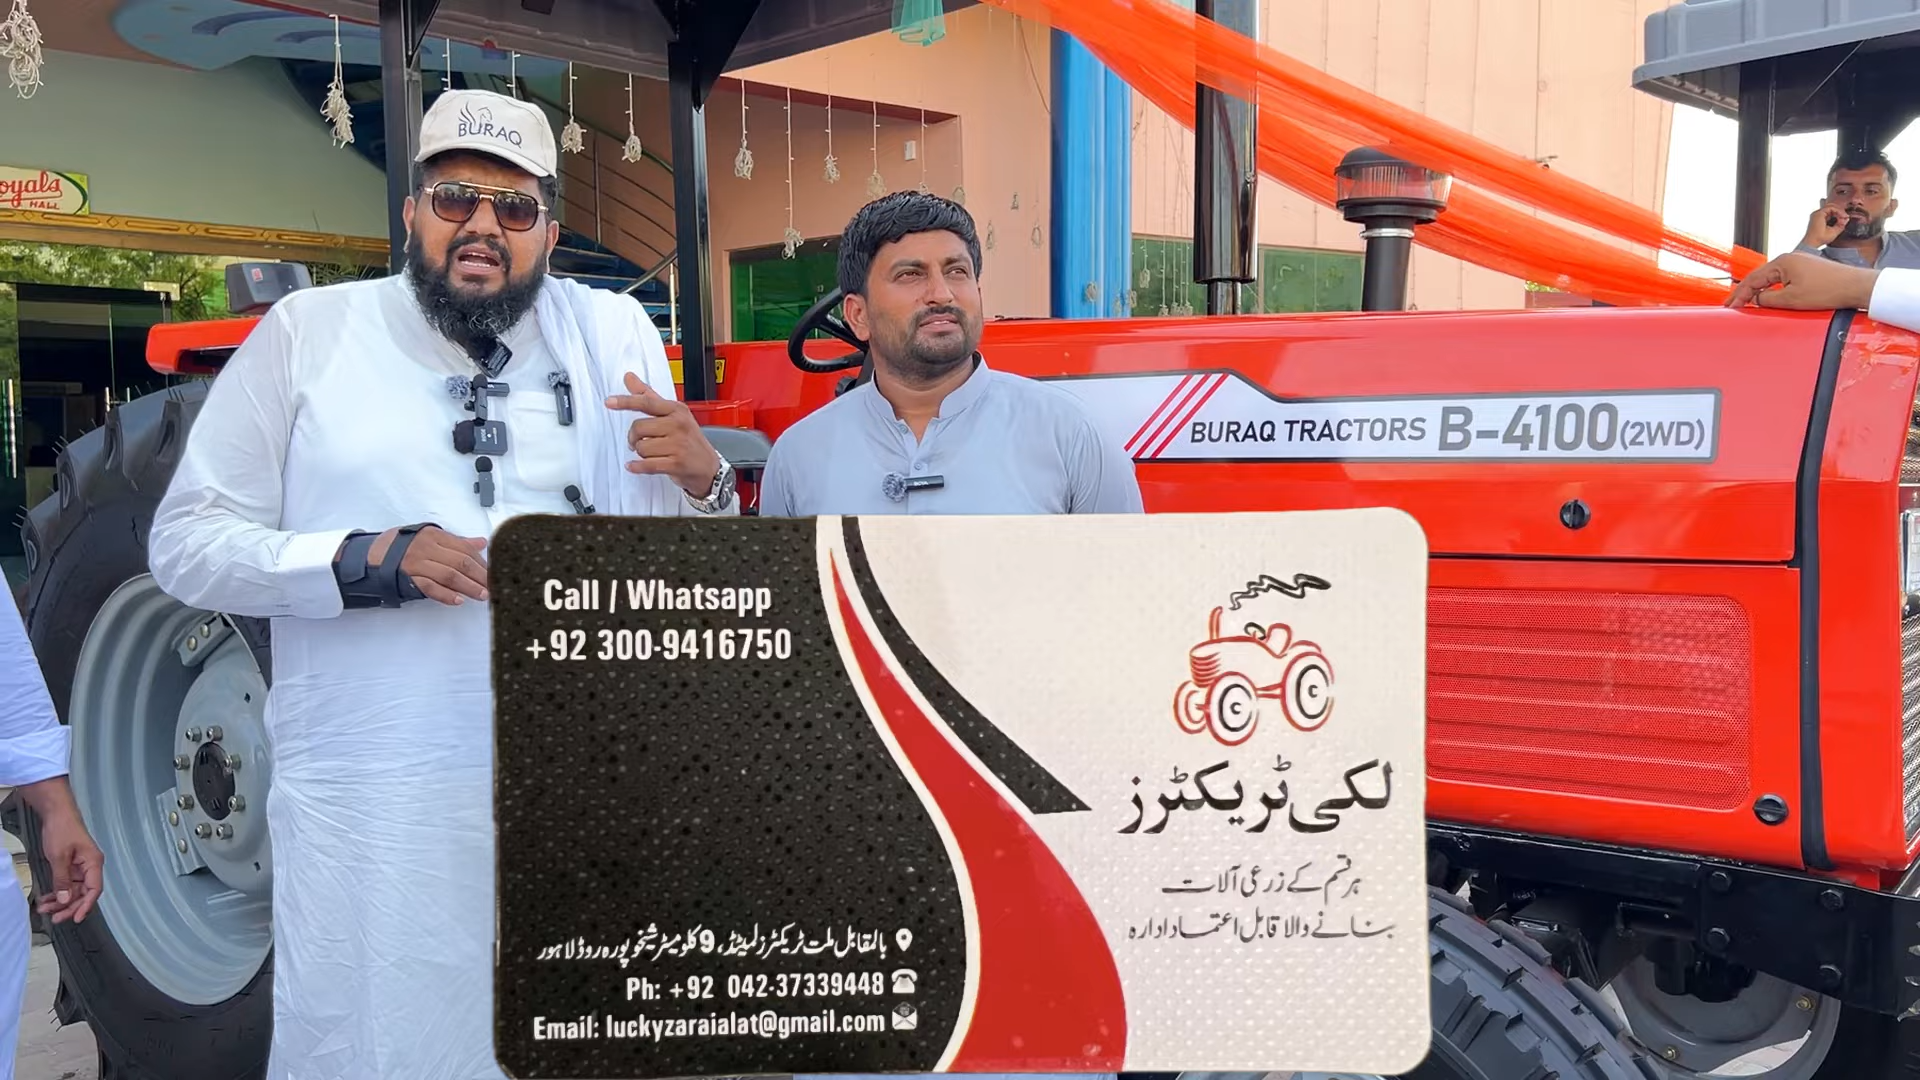 BURAQ
oyals
HALL
BURAQ TRACTORS B-4100 (2WD)
Call / Whatsapp
+92 300-9416750
لکی ٹریکٹرز
ہر قسم کے زرعی آلات
بنانے والا قابل اعتماد ادارہ
بالمقابل ملت ٹریکٹرز لمیٹڈ، 9 کلومیٹر شیخوپورہ روڈ لاہور
Ph: +92 042-37339448
Email: luckyzaraialat@gmail.com